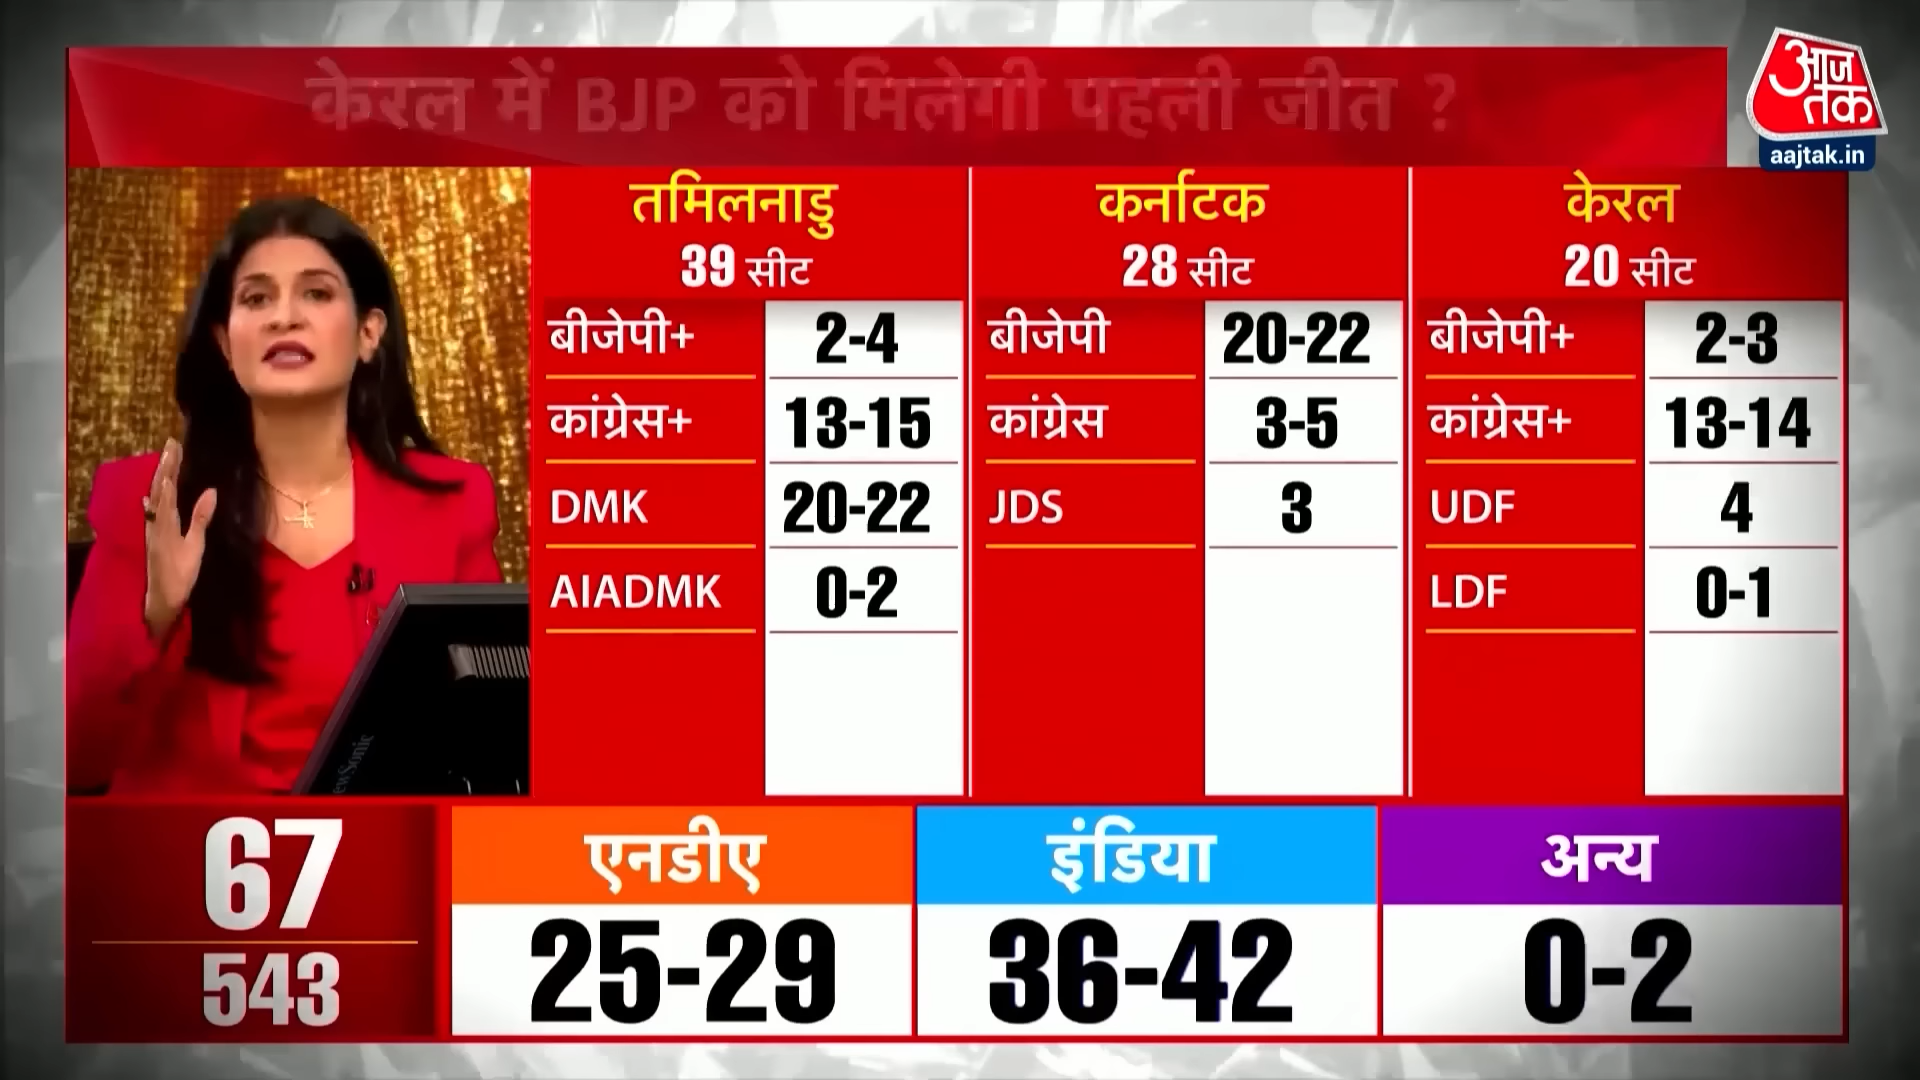 केरल में BJP को मिलेगी पहली जीत ?
आज
तक
aajtak.in
तमिलनाडु
39 सीट
बीजेपी+ 2-4
कांग्रेस+ 13-15
DMK 20-22
AIADMK 0-2
कर्नाटक
28 सीट
बीजेपी 20-22
कांग्रेस 3-5
JDS 3
केरल
20 सीट
बीजेपी+ 2-3
कांग्रेस+ 13-14
UDF 4
LDF 0-1
67
543
एनडीए
25-29
इंडिया
36-42
अन्य
0-2